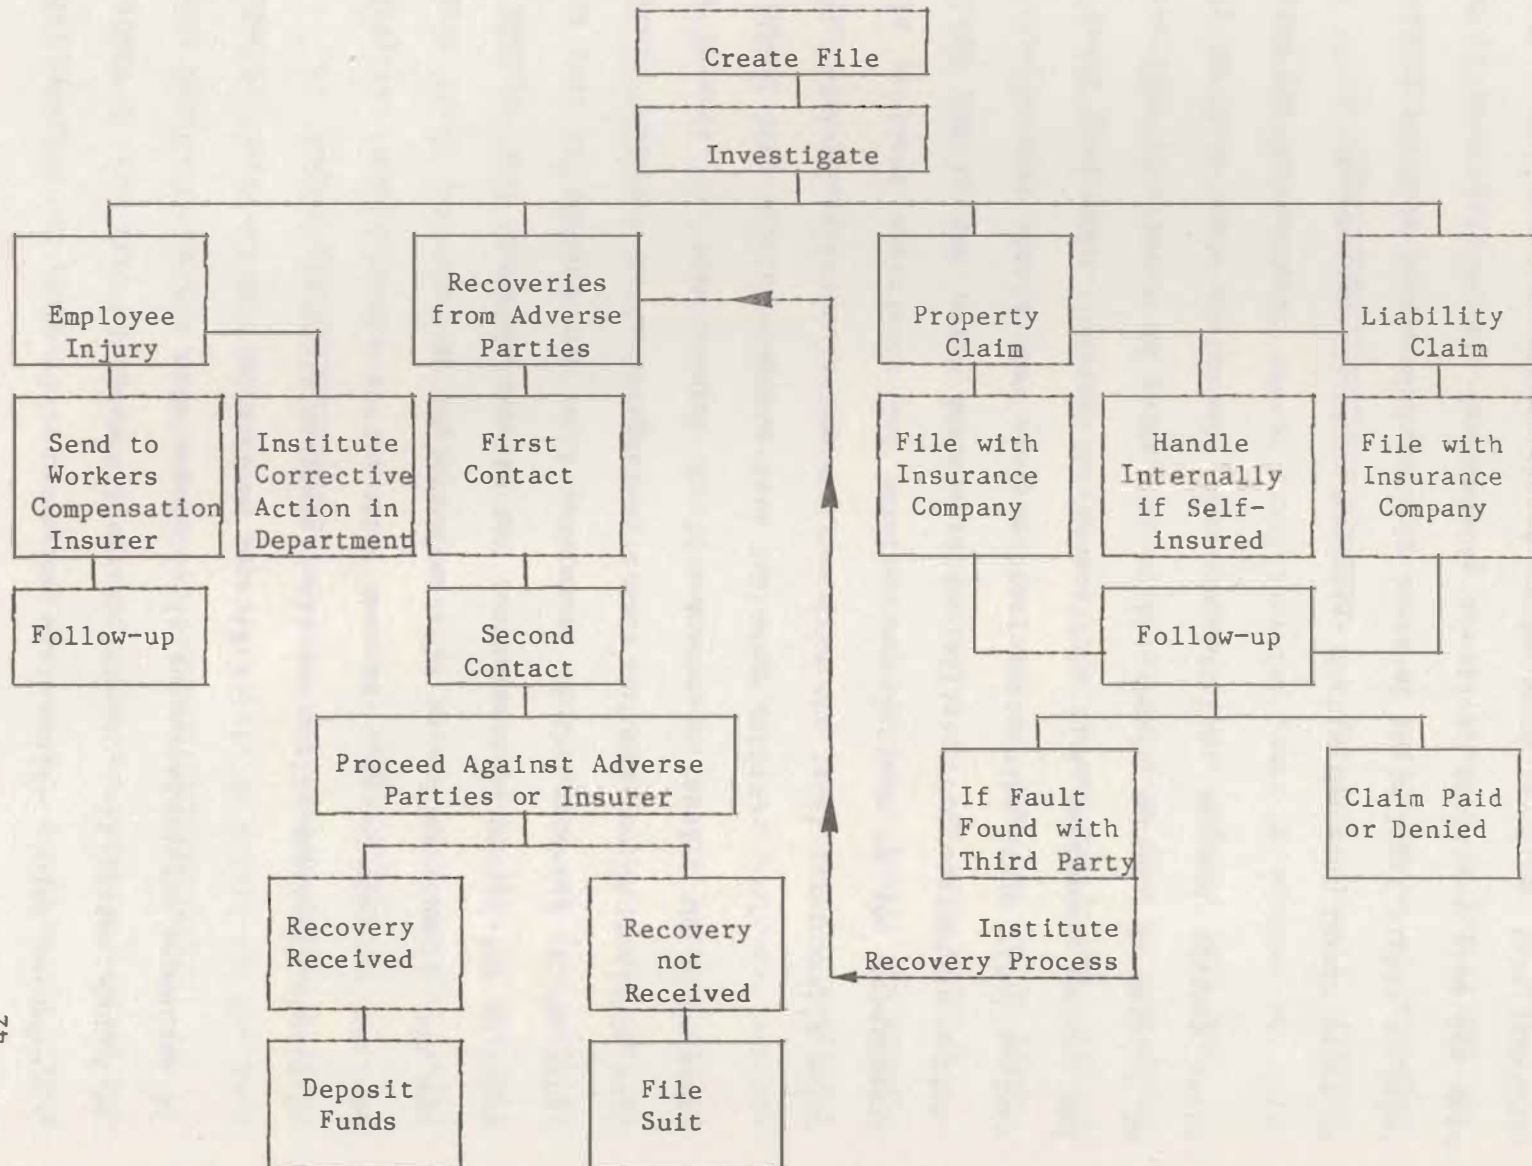 Create File
Investigate
Employee
Injury
Recoveries
from Adverse
Parties
Property
Claim
Liability
Claim
Send to
Workers
Compensation
Insurer
Institute
Corrective
Action in
Department
First
Contact
File with
Insurance
Company
Handle
Internally
if Self-
insured
File with
Insurance
Company
Follow-up
Second
Contact
Follow-up
Proceed Against Adverse
Parties or Insurer
If Fault
Found with
Third Party
Claim Paid
or Denied
Recovery
Received
Recovery
not
Received
Institute
Recovery Process
Deposit
Funds
File
Suit
42